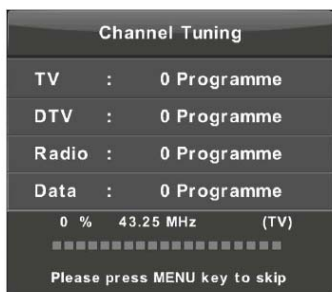 Channel Tuning
TV : 0 Programme
DTV : 0 Programme
Radio : 0 Programme
Data : 0 Programme
0 % 43.25 MHz (TV)
Please press MENU key to skip